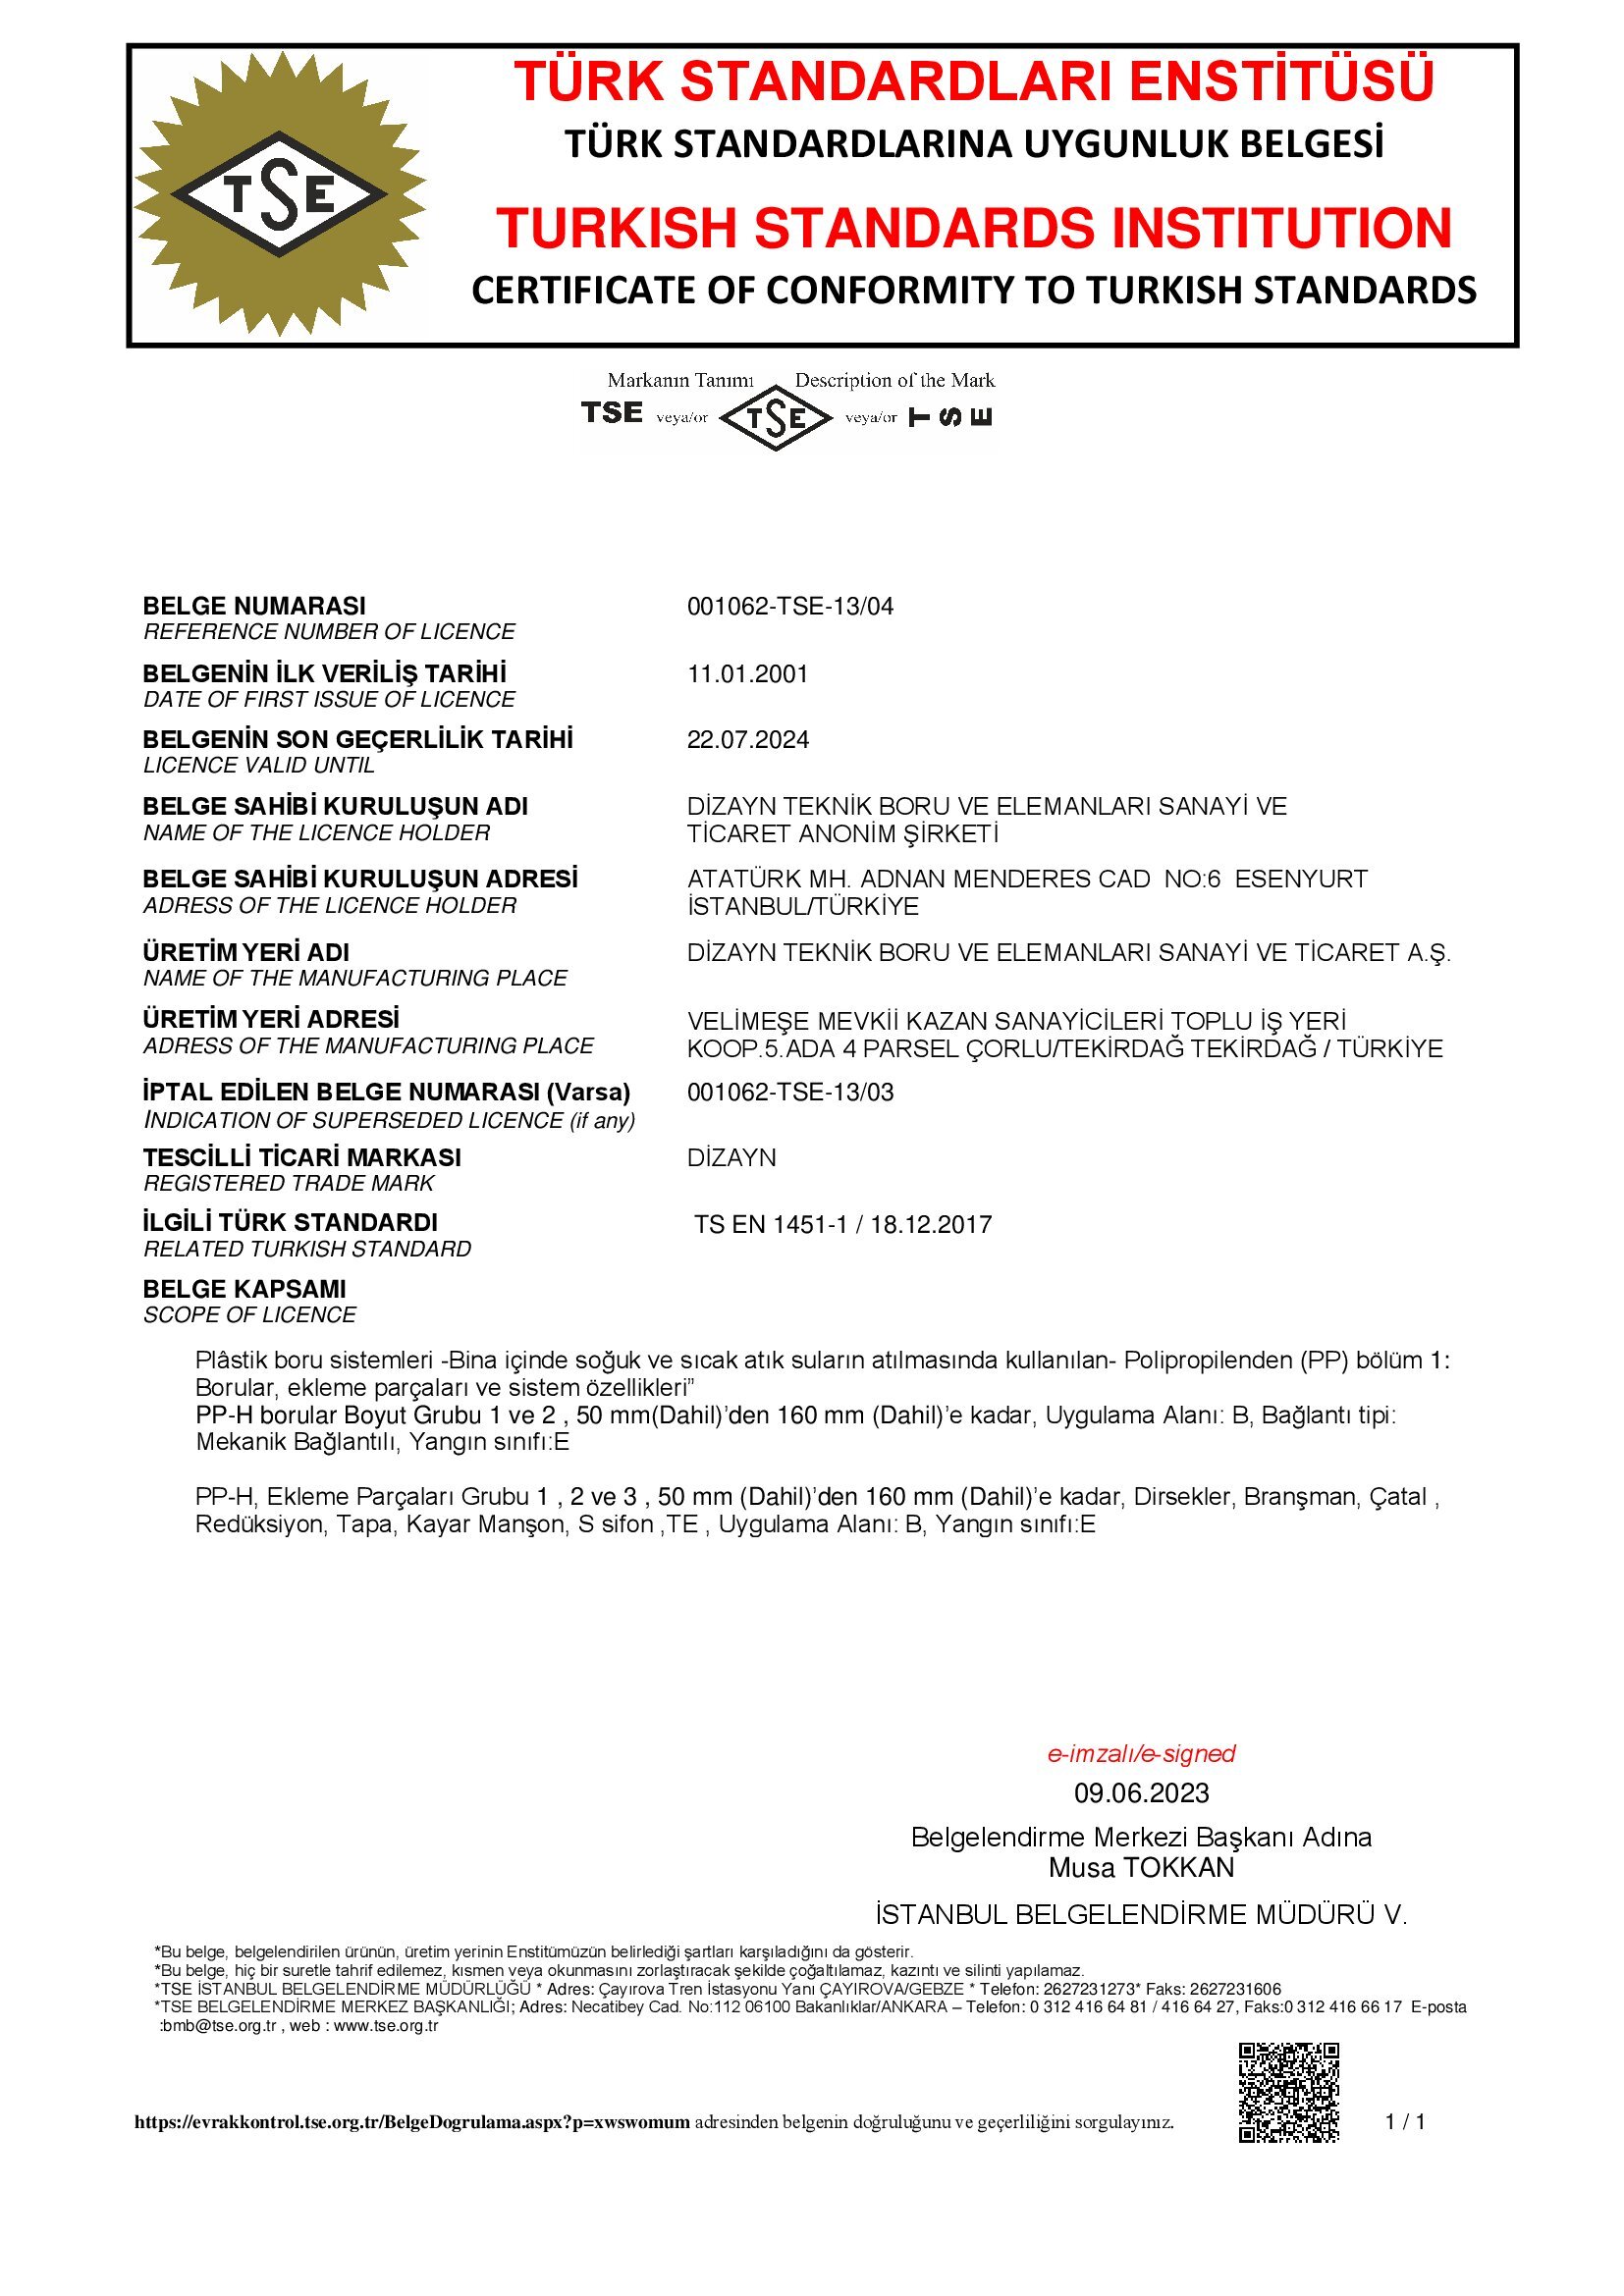 TÜRK STANDARDLARI ENSTİTÜSÜ
TÜRK STANDARDLARINA UYGUNLUK BELGESİ
TURKISH STANDARDS INSTITUTION
CERTIFICATE OF CONFORMITY TO TURKISH STANDARDS
TSE
Markanın Tanımı Description of the Mark
TSE veya/or TSE veya/or TSE
BELGE NUMARASI 001062-TSE-13/04
REFERENCE NUMBER OF LICENCE
BELGENİN İLK VERİLİŞ TARİHİ 11.01.2001
DATE OF FIRST ISSUE OF LICENCE
BELGENİN SON GEÇERLİLİK TARİHİ 22.07.2024
LICENCE VALID UNTIL
BELGE SAHİBİ KURULUŞUN ADI DİZAYN TEKNİK BORU VE ELEMANLARI SANAYİ VE
NAME OF THE LICENCE HOLDER TİCARET ANONİM ŞİRKETİ
BELGE SAHİBİ KURULUŞUN ADRESİ ATATÜRK MH. ADNAN MENDERES CAD NO:6 ESENYURT
ADRESS OF THE LICENCE HOLDER İSTANBUL/TÜRKİYE
ÜRETİM YERİ ADI DİZAYN TEKNİK BORU VE ELEMANLARI SANAYİ VE TİCARET A.Ş.
NAME OF THE MANUFACTURING PLACE
ÜRETİM YERİ ADRESİ VELİMEŞE MEVKİİ KAZAN SANAYİCİLERİ TOPLU İŞ YERİ
ADRESS OF THE MANUFACTURING PLACE KOOP.5.ADA 4 PARSEL ÇORLU/TEKİRDAĞ TEKİRDAĞ / TÜRKİYE
İPTAL EDİLEN BELGE NUMARASI (Varsa) 001062-TSE-13/03
INDICATION OF SUPERSEDED LICENCE (if any)
TESCİLLİ TİCARİ MARKASI DİZAYN
REGISTERED TRADE MARK
İLGİLİ TÜRK STANDARDI TS EN 1451-1 / 18.12.2017
RELATED TURKISH STANDARD
BELGE KAPSAMI
SCOPE OF LICENCE
Plâstik boru sistemleri -Bina içinde soğuk ve sıcak atık suların atılmasında kullanılan- Polipropilenden (PP) bölüm 1:
Borular, ekleme parçaları ve sistem özellikleri”
PP-H borular Boyut Grubu 1 ve 2 , 50 mm(Dahil)’den 160 mm (Dahil)’e kadar, Uygulama Alanı: B, Bağlantı tipi:
Mekanik Bağlantılı, Yangın sınıfı:E
PP-H, Ekleme Parçaları Grubu 1 , 2 ve 3 , 50 mm (Dahil)’den 160 mm (Dahil)’e kadar, Dirsekler, Branşman, Çatal ,
Redüksiyon, Tapa, Kayar Manşon, S sifon ,TE , Uygulama Alanı: B, Yangın sınıfı:E
e-imzalı/e-signed
09.06.2023
Belgelendirme Merkezi Başkanı Adına
Musa TOKKAN
İSTANBUL BELGELENDİRME MÜDÜRÜ V.
*Bu belge, belgelendirilen ürünün, üretim yerinin Enstitümüzün belirlediği şartları karşıladığını da gösterir.
*Bu belge, hiç bir suretle tahrif edilemez, kısmen veya okunmasını zorlaştıracak şekilde çoğaltılamaz, kazıntı ve silinti yapılamaz.
*TSE İSTANBUL BELGELENDİRME MÜDÜRLÜĞÜ * Adres: Çayırova Tren İstasyonu Yanı ÇAYIROVA/GEBZE * Telefon: 2627231273* Faks: 2627231606
*TSE BELGELENDİRME MERKEZ BAŞKANLIĞI; Adres: Necatibey Cad. No:112 06100 Bakanlıklar/ANKARA – Telefon: 0 312 416 64 81 / 416 64 27, Faks:0 312 416 66 17 E-posta
:bmb@tse.org.tr , web : www.tse.org.tr
https://evrakkontrol.tse.org.tr/BelgeDogrulama.aspx?p=xwswomum adresinden belgenin doğruluğunu ve geçerliliğini sorgulayınız. 1 / 1